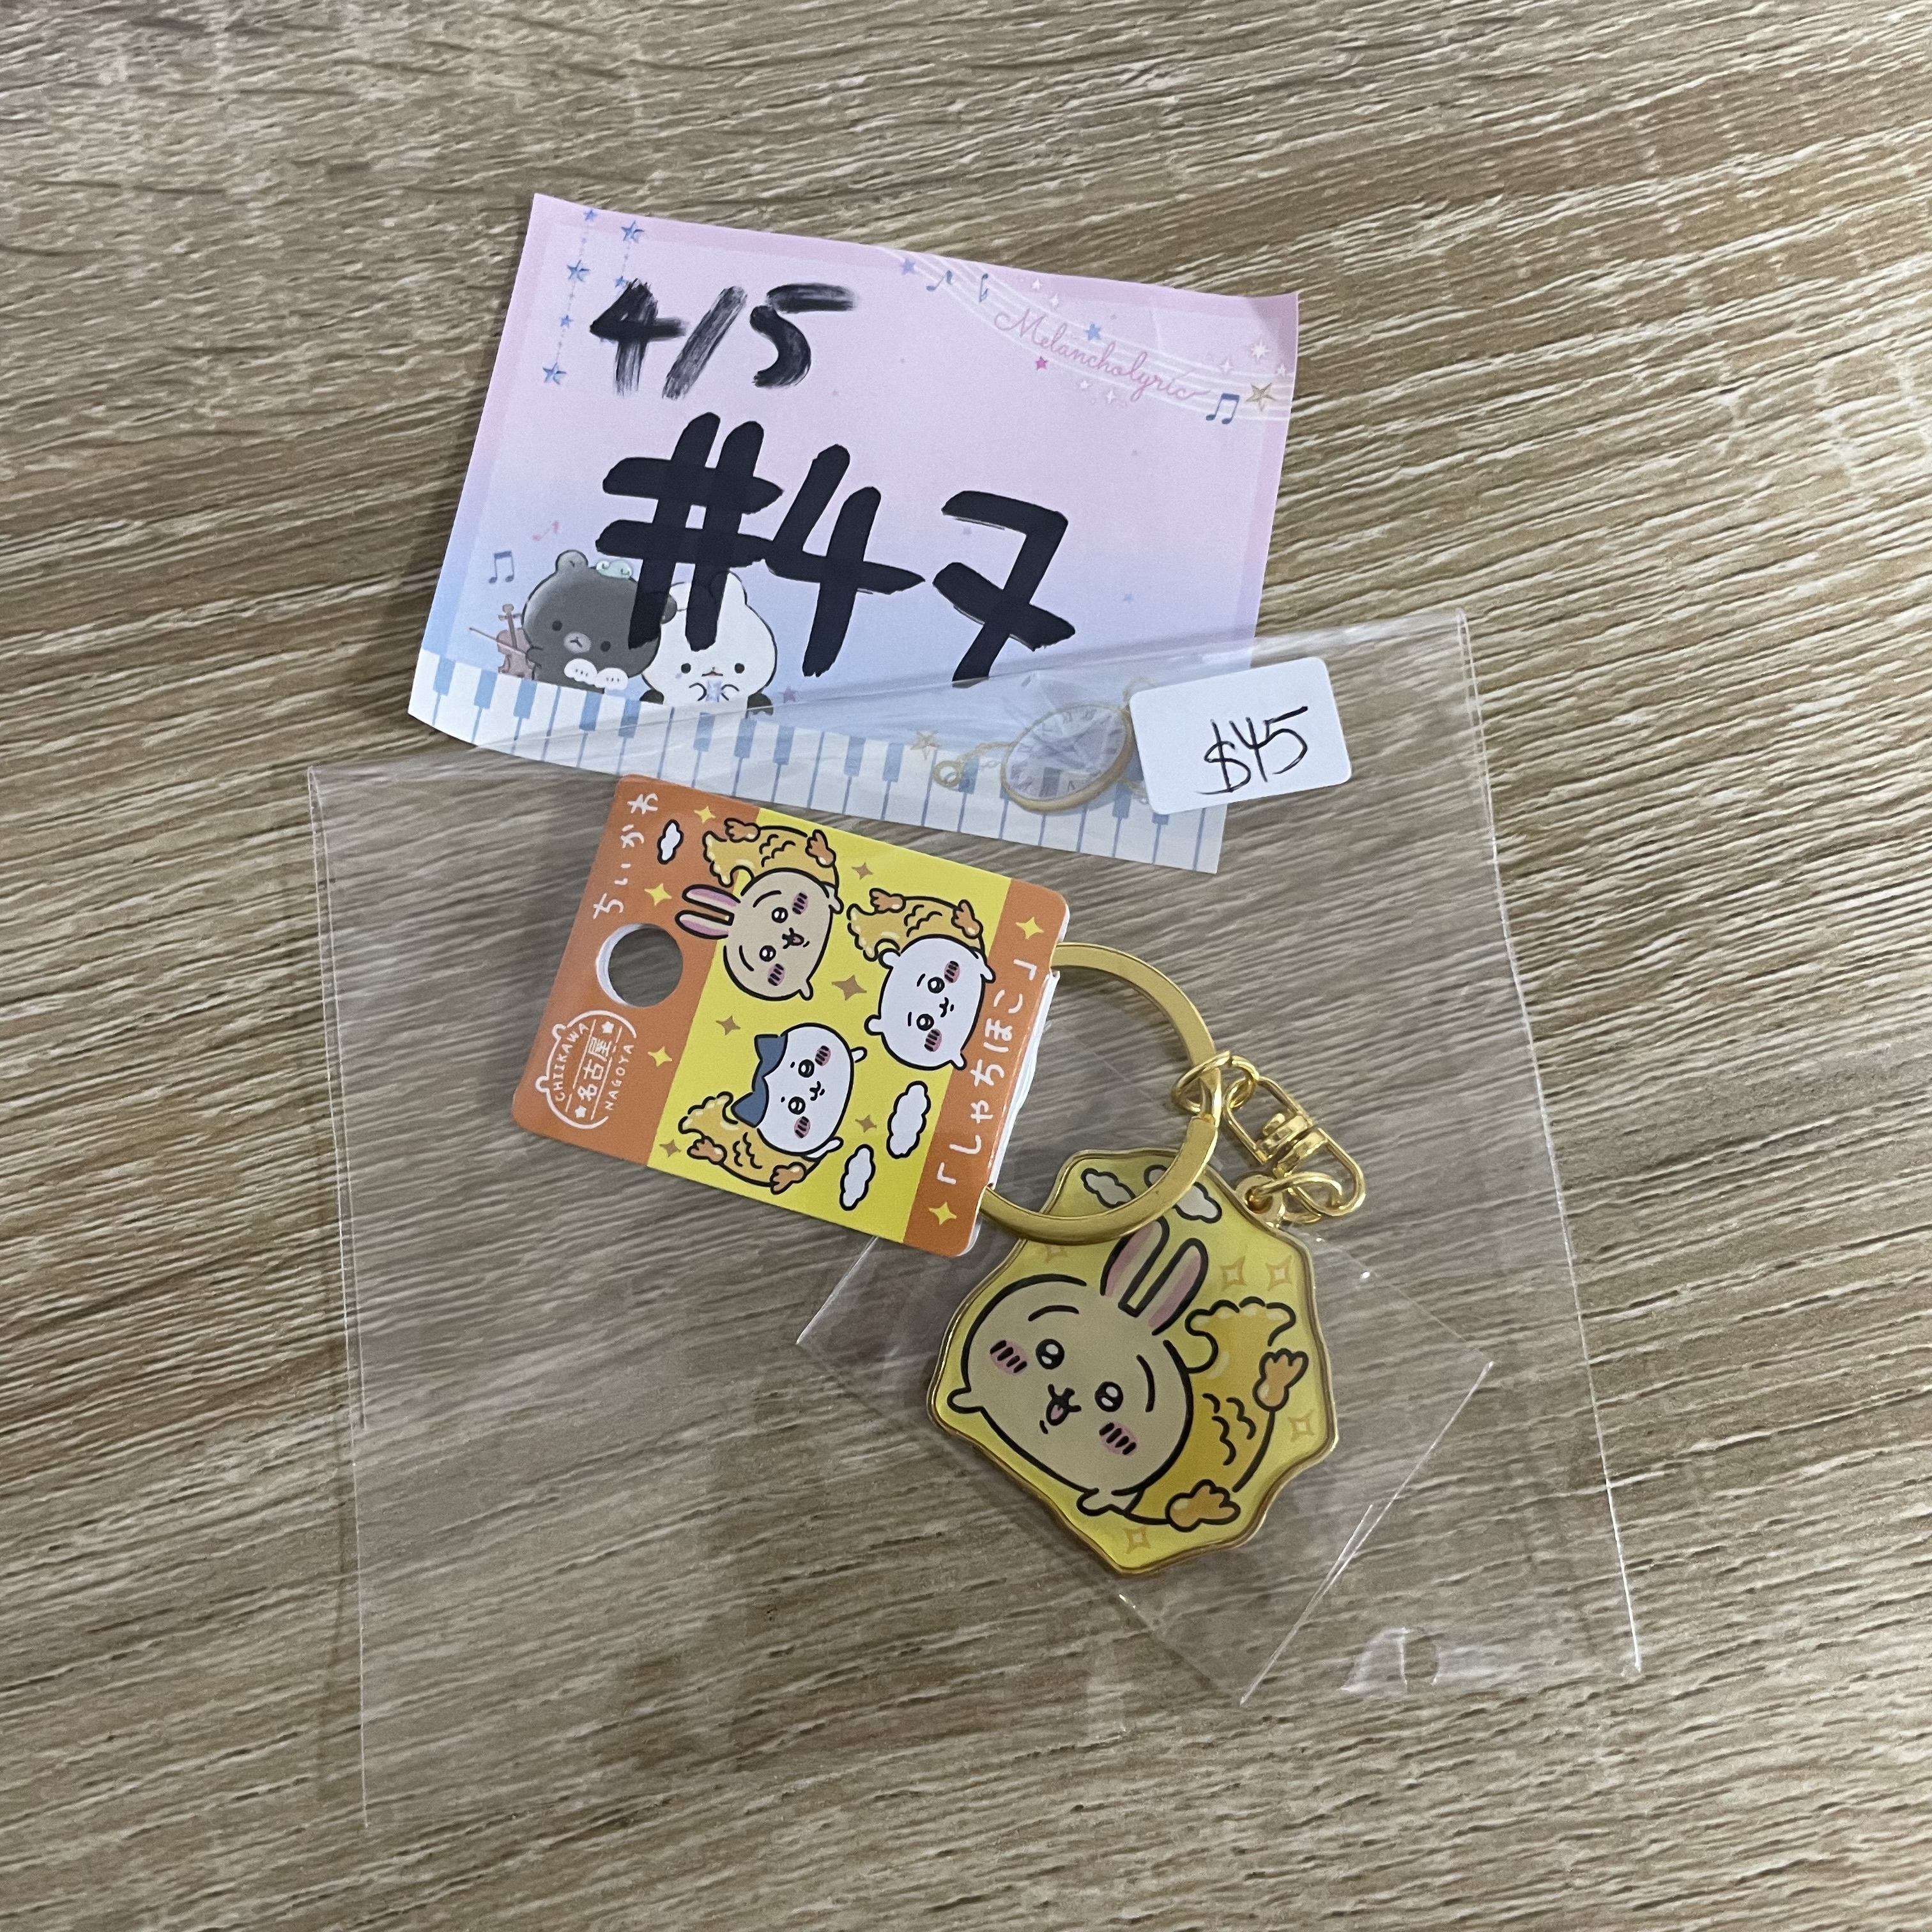 4/5
Melancholyric
#47
$45
ちいかわ
CHIIKAWA
名古屋
NAGOYA
「しゃちほこ」